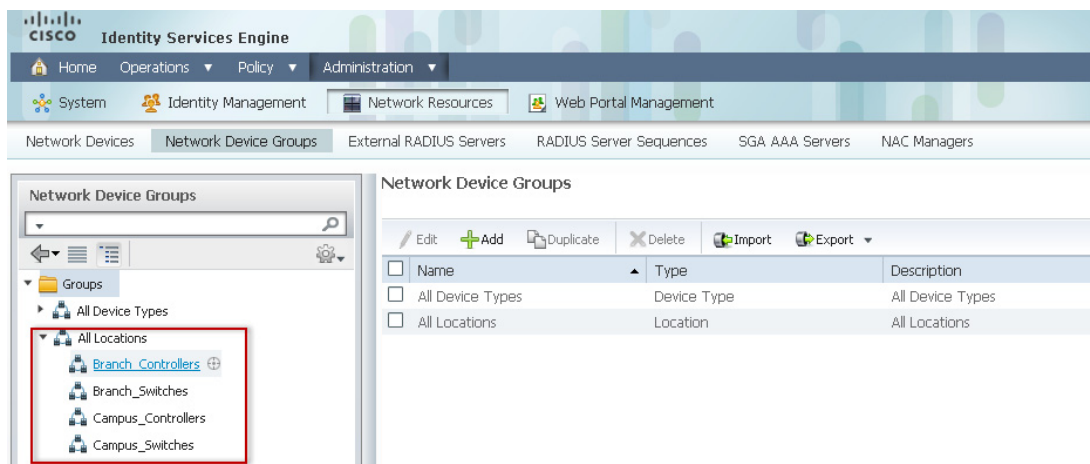 CISCO Identity Services Engine
Home Operations Policy Administration
System Identity Management Network Resources Web Portal Management
Network Devices Network Device Groups External RADIUS Servers RADIUS Server Sequences SGA AAA Servers NAC Managers
Network Device Groups
Groups
All Device Types
All Locations
Branch_Controllers
Branch_Switches
Campus_Controllers
Campus_Switches
Network Device Groups
Edit Add Duplicate Delete Import Export
Name Type Description
All Device Types Device Type All Device Types
All Locations Location All Locations